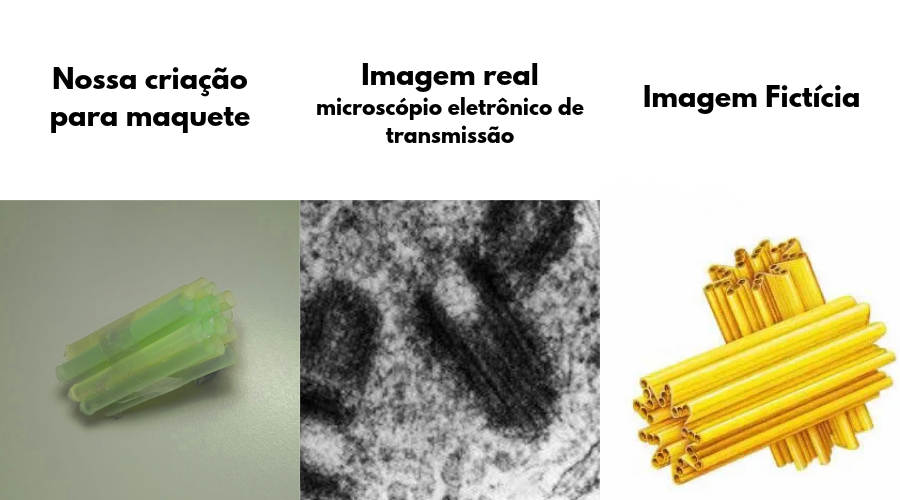 Nossa criação
para maquete
Imagem real
microscópio eletrônico de
transmissão
Imagem Fictícia